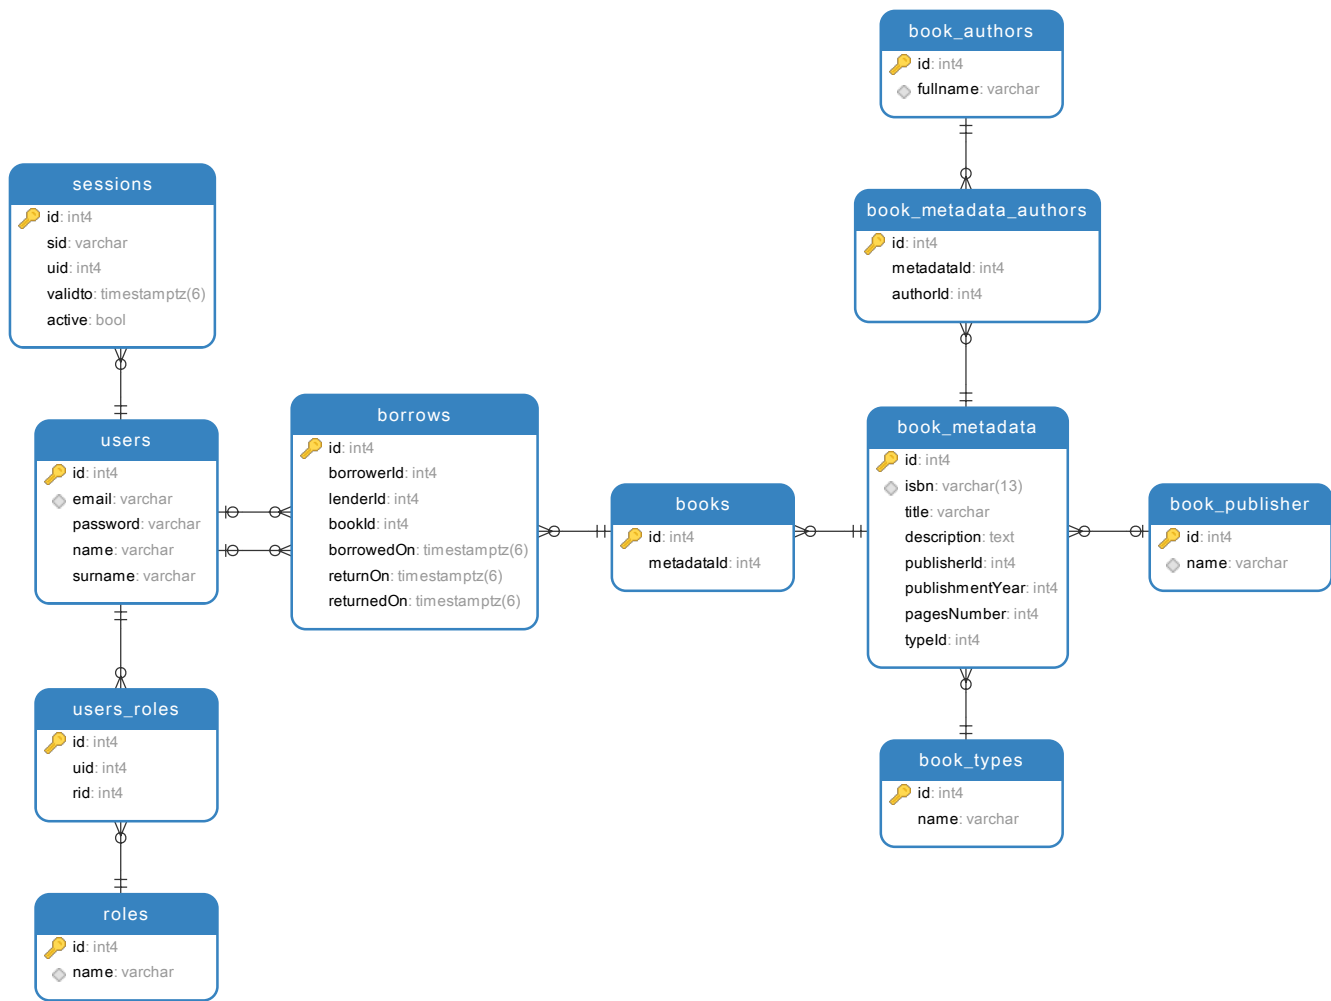 book_authors
id: int4
fullname: varchar
sessions
id: int4
sid: varchar
uid: int4
validto: timestamptz(6)
active: bool
book_metadata_authors
id: int4
metadataId: int4
authorId: int4
users
id: int4
email: varchar
password: varchar
name: varchar
surname: varchar
borrows
id: int4
borrowerId: int4
lenderId: int4
bookId: int4
borrowedOn: timestamptz(6)
returnOn: timestamptz(6)
returnedOn: timestamptz(6)
books
id: int4
metadataId: int4
book_metadata
id: int4
isbn: varchar(13)
title: varchar
description: text
publisherId: int4
publishmentYear: int4
pagesNumber: int4
typeId: int4
book_publisher
id: int4
name: varchar
users_roles
id: int4
uid: int4
rid: int4
book_types
id: int4
name: varchar
roles
id: int4
name: varchar